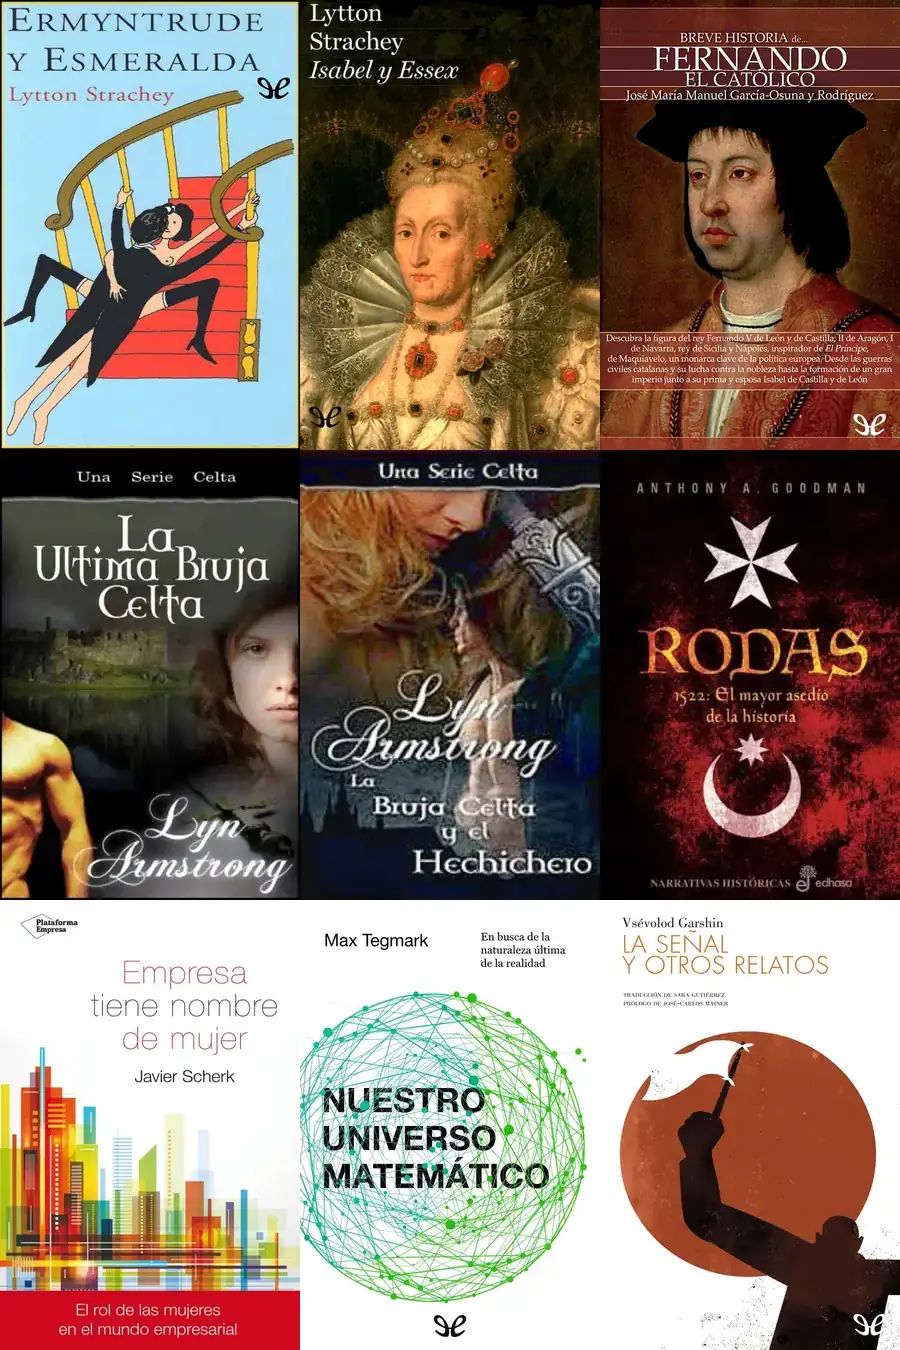 ERMYNTRUDE
Y ESMERALDA
Lytton Strachey
Lytton
Strachey
Isabel y Essex
BREVE HISTORIA de...
FERNANDO
EL CATÓLICO
José María Manuel García-Osuna y Rodríguez
Descubra la figura del rey Fernando V de León y de Castilla, II de Aragón, I
de Navarra, rey de Sicilia y Nápoles, inspirador de El Príncipe,
de Maquiavelo, un monarca clave de la política europea. Desde las guerras
civiles catalanas y su lucha contra la nobleza hasta la formación de un gran
imperio junto a su prima y esposa Isabel de Castilla y de León
Una Serie Celta
La
Ultima Bruja
Celta
Lyn
Armstrong
Una Serie Celta
Lyn
Armstrong
La
Bruja Celta
y el
Hechichero
ANTHONY A. GOODMAN
RODAS
1522: El mayor asedio
de la historia
NARRATIVAS HISTÓRICAS edhasa
Plataforma
Empresa
Empresa
tiene nombre
de mujer
Javier Scherk
El rol de las mujeres
en el mundo empresarial
Max Tegmark
En busca de la
naturaleza última
de la realidad
NUESTRO
UNIVERSO
MATEMÁTICO
Vsévolod Garshin
LA SEÑAL
Y OTROS RELATOS
TRADUCCIÓN DE SARA GUTIÉRREZ
PRÓLOGO DE JOSÉ-CARLOS MAINER